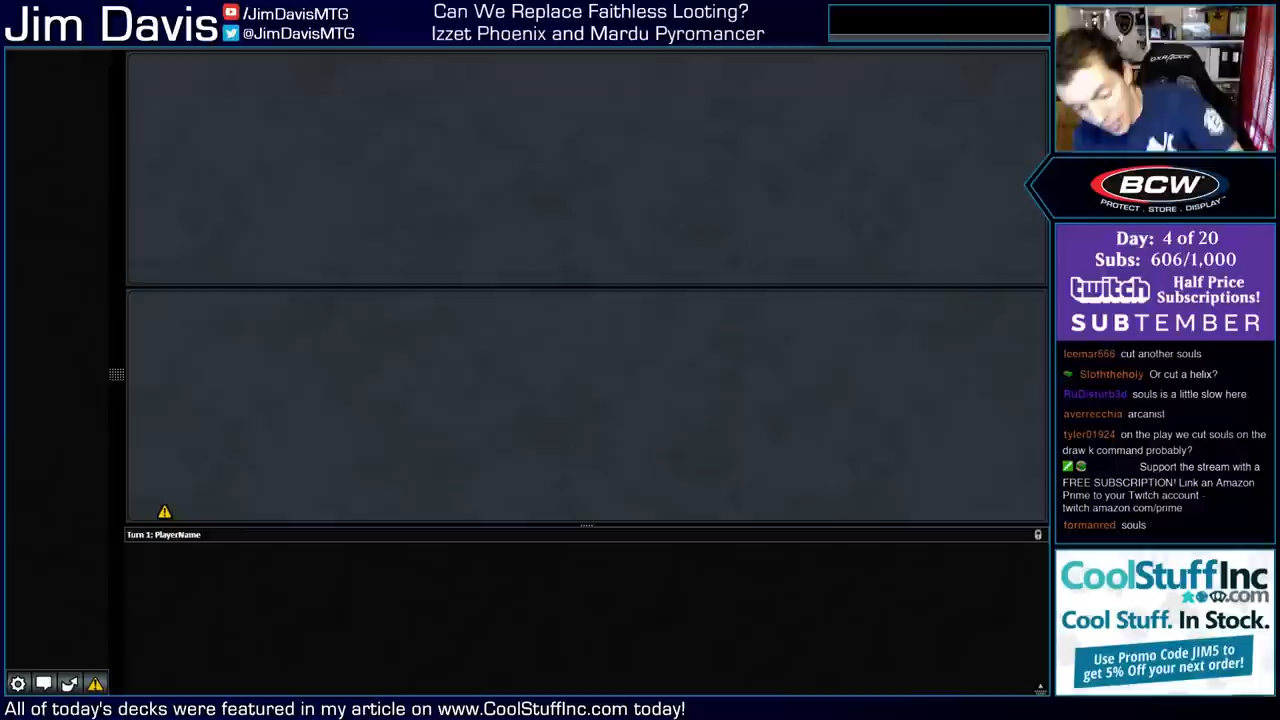 Jim Davis
/JimDavisMTG
@JimDavisMTG
Can We Replace Faithless Looting?
Izzet Phoenix and Mardu Pyromancer
DXRACER
BCW
PROTECT . STORE . DISPLAY
Day: 4 of 20
Subs: 606/1,000
twitch
Half Price
Subscriptions!
SUBTEMBER
leemar666 cut another souls
Sloththeholy Or cut a helix?
RuDisturb3d souls is a little slow here
averrecchia arcanist
tyler01924 on the play we cut souls on the
draw k command probably?
Support the stream with a
FREE SUBSCRIPTION! Link an Amazon
Prime to your Twitch account -
twitch.amazon.com/prime
formanred souls
Turn 1: PlayerName
CoolStuffInc
.com
Cool Stuff. In Stock.
Use Promo Code JIM5 to
get 5% Off your next order!
All of today's decks were featured in my article on www.CoolStuffInc.com today!